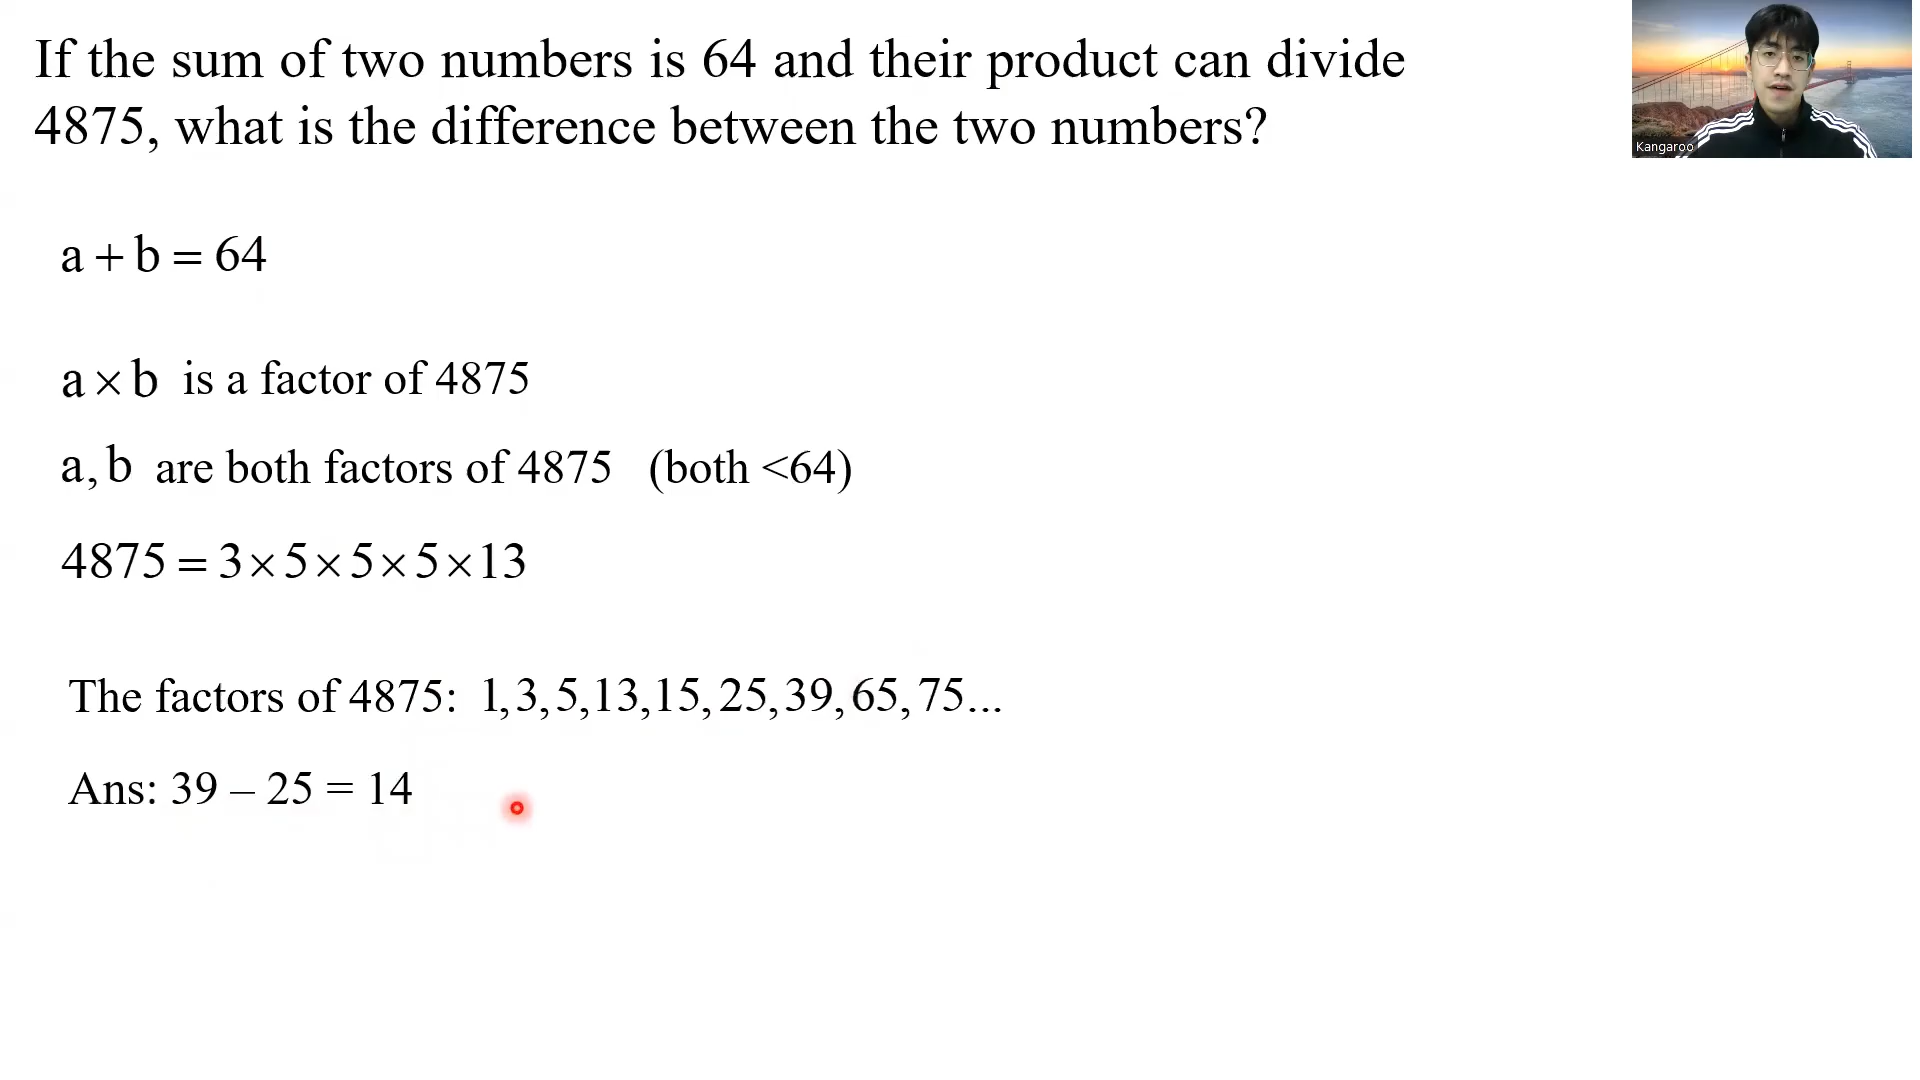 If the sum of two numbers is 64 and their product can divide
4875, what is the difference between the two numbers?
Kangaroo
a + b = 64
a × b is a factor of 4875
a, b are both factors of 4875 (both <64)
4875 = 3 × 5 × 5 × 5 × 13
The factors of 4875: 1, 3, 5, 13, 15, 25, 39, 65, 75...
Ans: 39 – 25 = 14